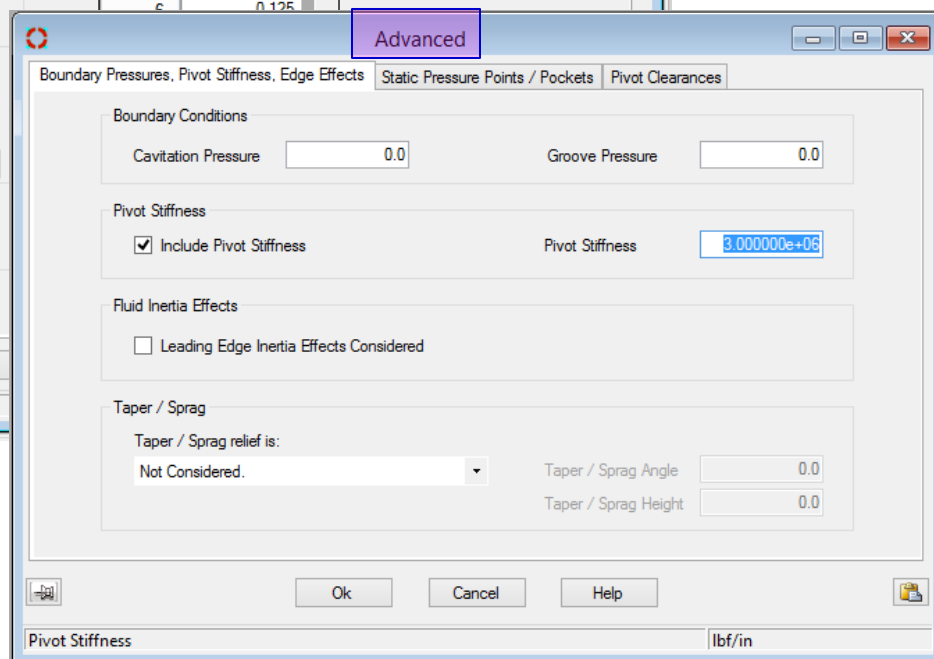 6 0.125
Advanced
Boundary Pressures, Pivot Stiffness, Edge Effects Static Pressure Points / Pockets Pivot Clearances
Boundary Conditions
Cavitation Pressure 0.0 Groove Pressure 0.0
Pivot Stiffness
Include Pivot Stiffness Pivot Stiffness 3.000000e+06
Fluid Inertia Effects
Leading Edge Inertia Effects Considered
Taper / Sprag
Taper / Sprag relief is:
Not Considered. Taper / Sprag Angle 0.0
Taper / Sprag Height 0.0
Ok Cancel Help
Pivot Stiffness lbf/in